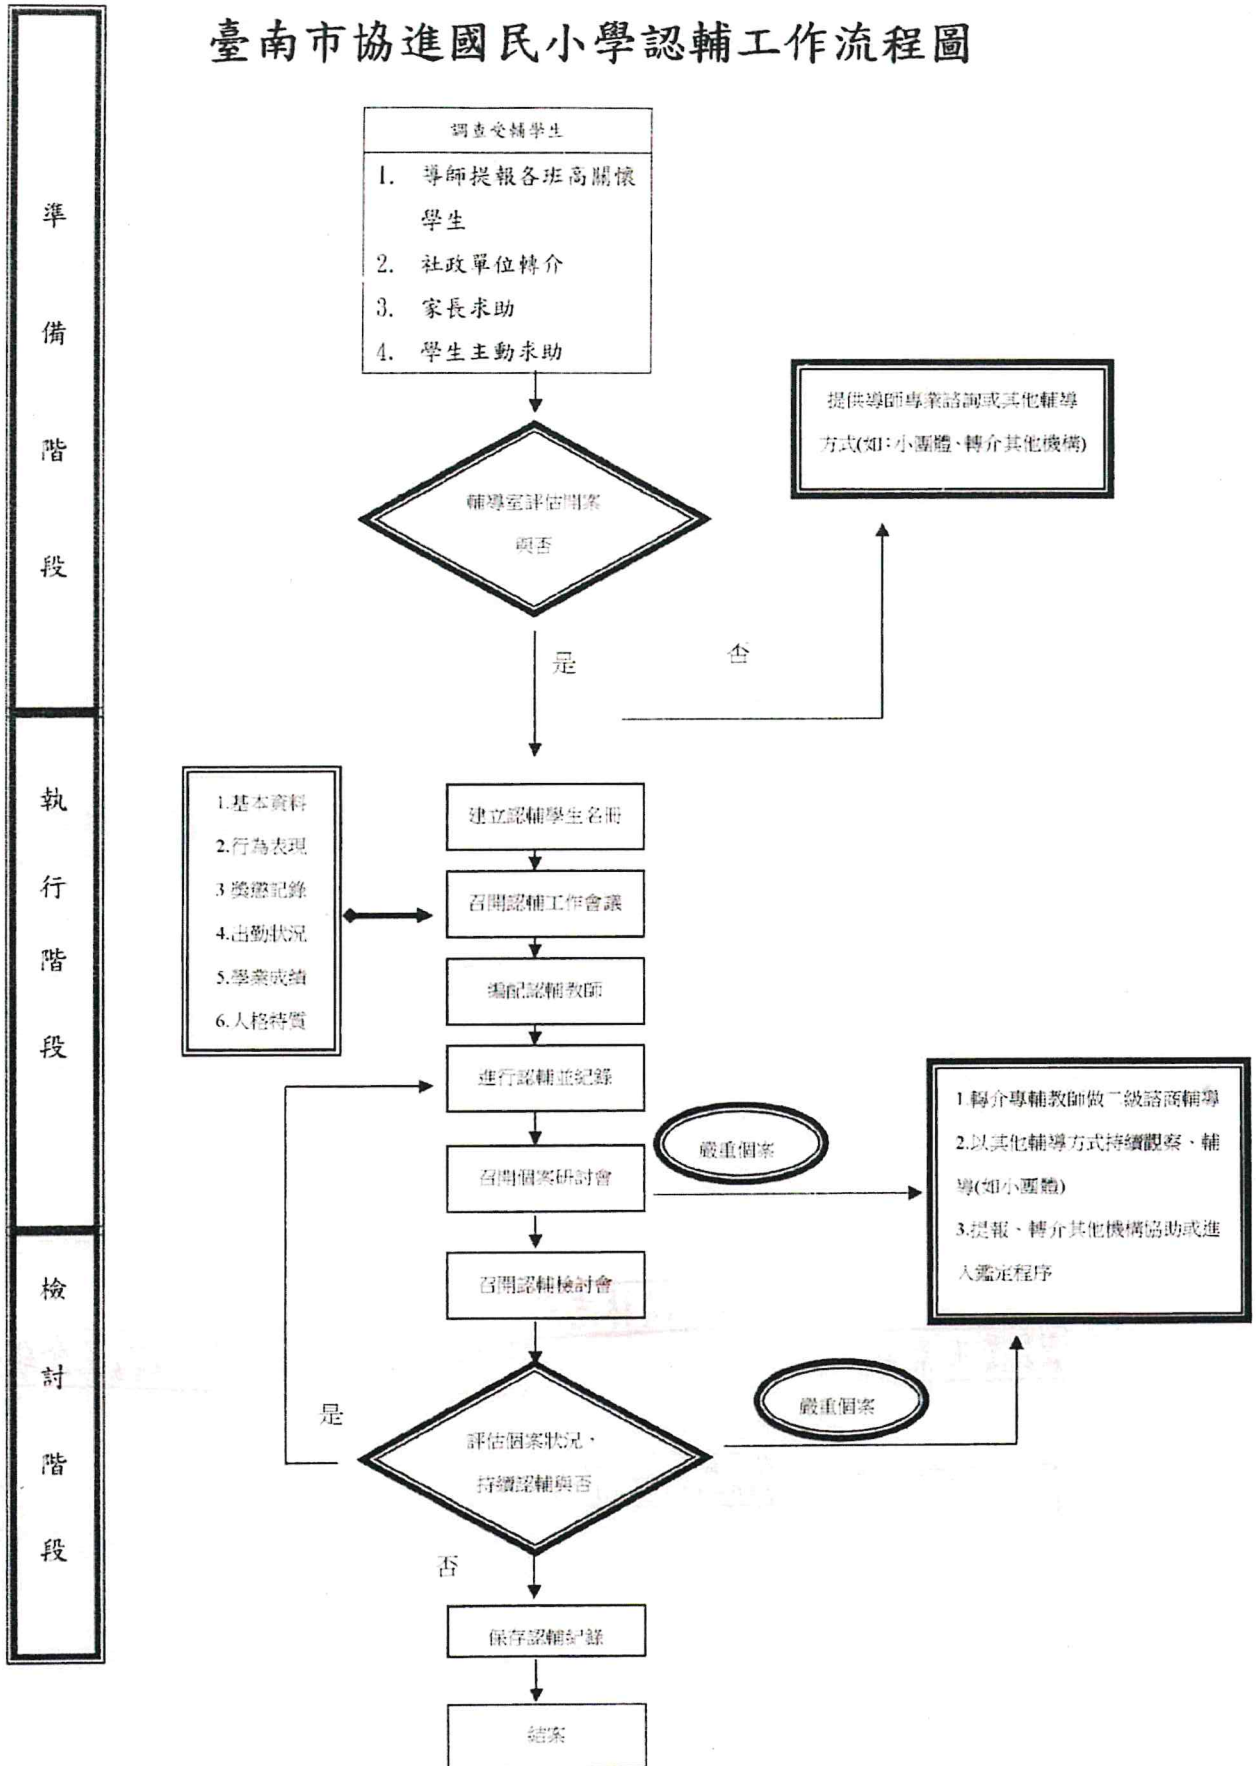 臺南市協進國民小學認輔工作流程圖
準備階段
調查受輔學生
1. 導師提報各班高關懷
學生
2. 社政單位轉介
3. 家長求助
4. 學生主動求助
提供導師專業諮詢或其他輔導
方式(如:小團體、轉介其他機構)
輔導室評估開案
與否
是
否
執行階段
1.基本資料
2.行為表現
3 獎懲記錄
4.出勤狀況
5.學業成績
6.人格特質
建立認輔學生名冊
召開認輔工作會議
編配認輔教師
進行認輔並紀錄
召開個案研討會
嚴重個案
1.轉介專輔教師做二級諮商輔導
2.以其他輔導方式持續觀察、輔
導(如小團體)
3.提報、轉介其他機構協助或進
入鑑定程序
檢討階段
召開認輔檢討會
嚴重個案
是
評估個案狀況、
持續認輔與否
否
保存認輔紀錄
結案